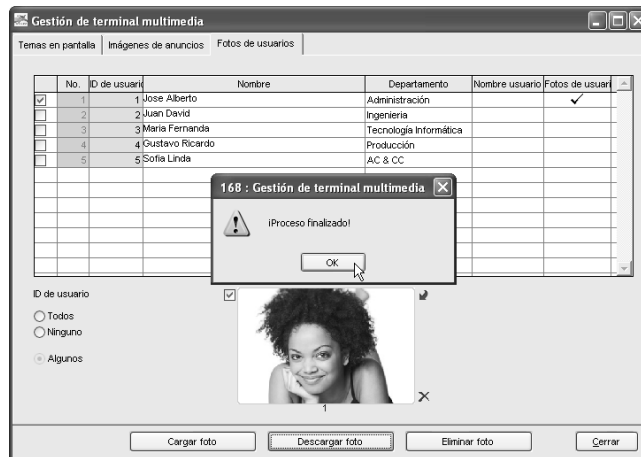 Gestión de terminal multimedia
Temas en pantalla Imágenes de anuncios Fotos de usuarios
No. ID de usuario Nombre Departamento Nombre usuario Fotos de usuari
1 1 Jose Alberto Administración
2 2 Juan David Ingenieria
3 3 Maria Fernanda Tecnología Informática
4 4 Gustavo Ricardo Producción
5 5 Sofia Linda AC & CC
168 : Gestión de terminal multimedia
¡Proceso finalizado!
OK
ID de usuario
Todos
Ninguno
Algunos
1
Cargar foto Descargar foto Eliminar foto Cerrar